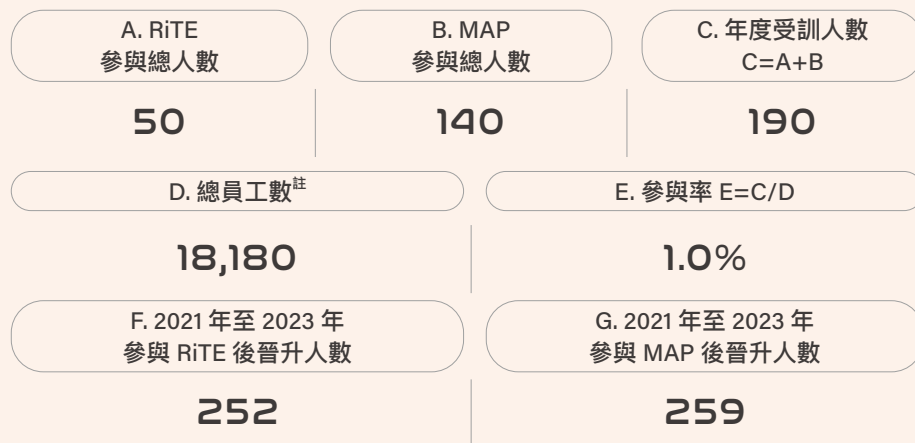 A. RiTE
參與總人數
B. MAP
參與總人數
C. 年度受訓人數
C=A+B
50
140
190
D. 總員工數註
E. 參與率 E=C/D
18,180
1.0%
F. 2021 年至 2023 年
參與 RiTE 後晉升人數
G. 2021 年至 2023 年
參與 MAP 後晉升人數
252
259